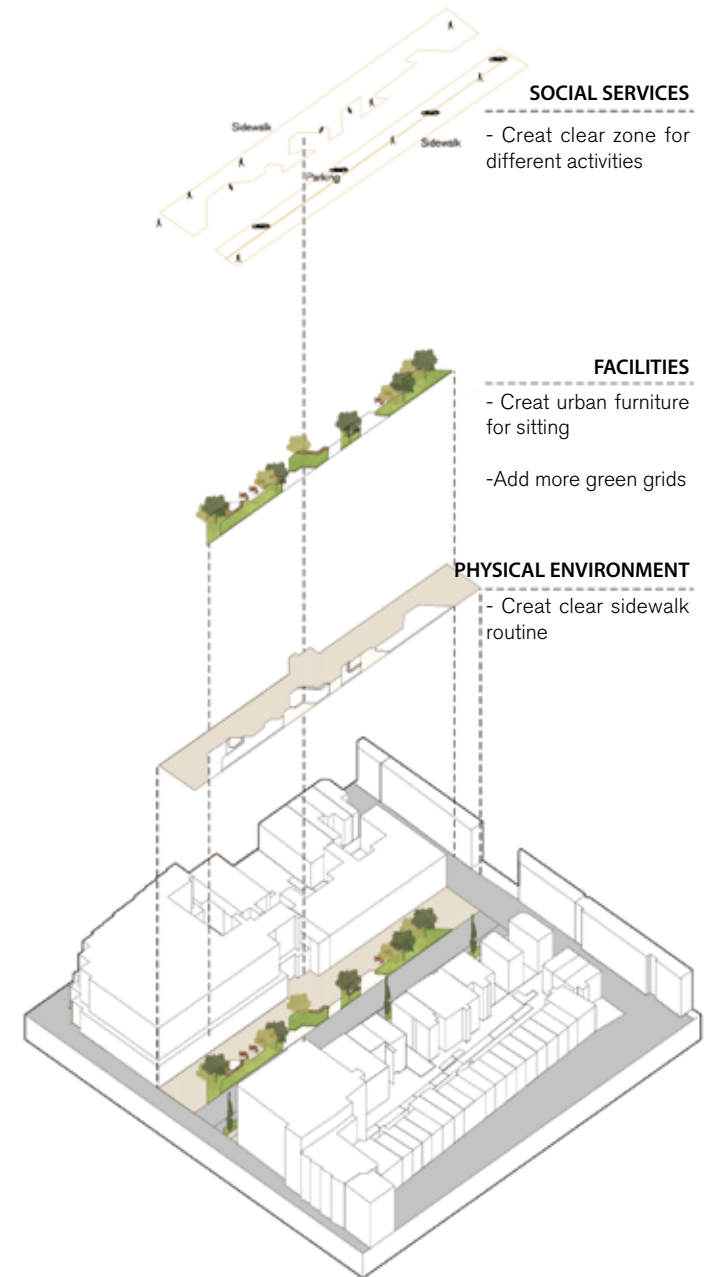 SOCIAL SERVICES
- Creat clear zone for
different activities
Sidewalk
Sidewalk
Parking
FACILITIES
- Creat urban furniture
for sitting
-Add more green grids
PHYSICAL ENVIRONMENT
- Creat clear sidewalk
routine